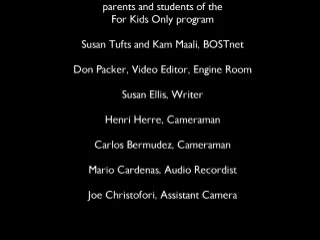 parents and students of the
For Kids Only program
Susan Tufts and Kam Maali, BOSTnet
Don Packer, Video Editor, Engine Room
Susan Ellis, Writer
Henri Herre, Cameraman
Carlos Bermudez, Cameraman
Mario Cardenas, Audio Recordist
Joe Christofori, Assistant Camera